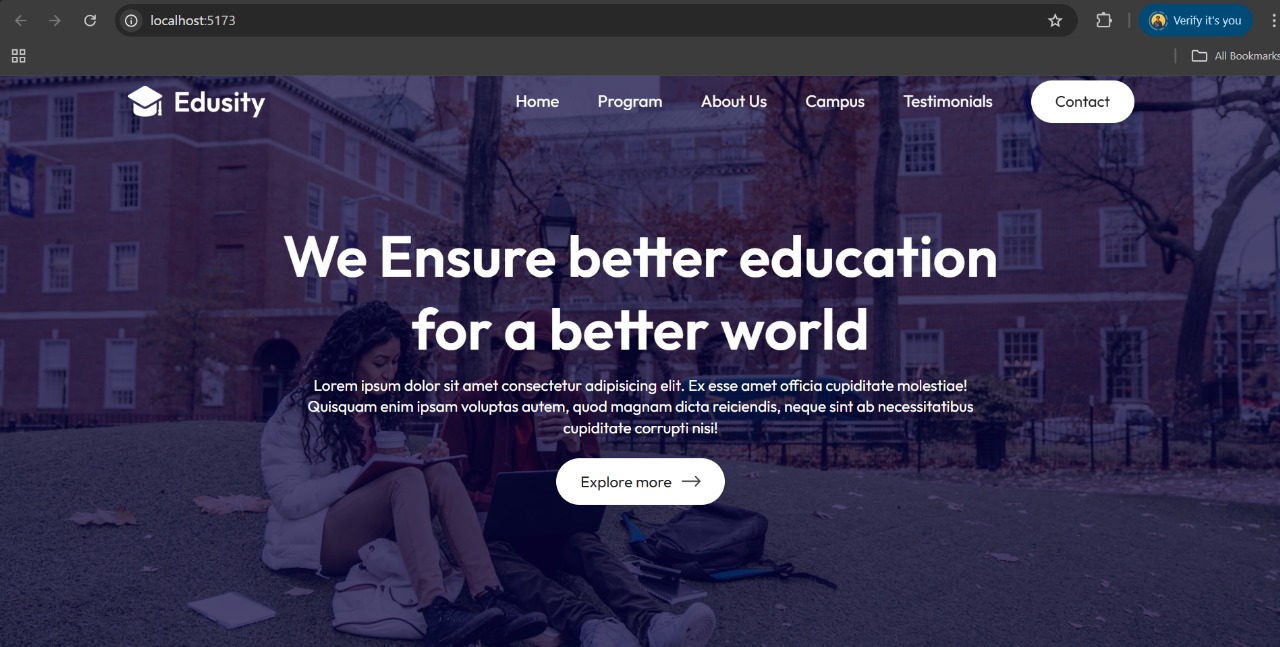 localhost:5173
Verify it's you
All Bookmarks
Edusity
Home
Program
About Us
Campus
Testimonials
Contact
We Ensure better education
for a better world
Lorem ipsum dolor sit amet consectetur adipisicing elit. Ex esse amet officia cupiditate molestiae!
Quisquam enim ipsam voluptas autem, quod magnam dicta reiciendis, neque sint ab necessitatibus
cupiditate corrupti nisi!
Explore more